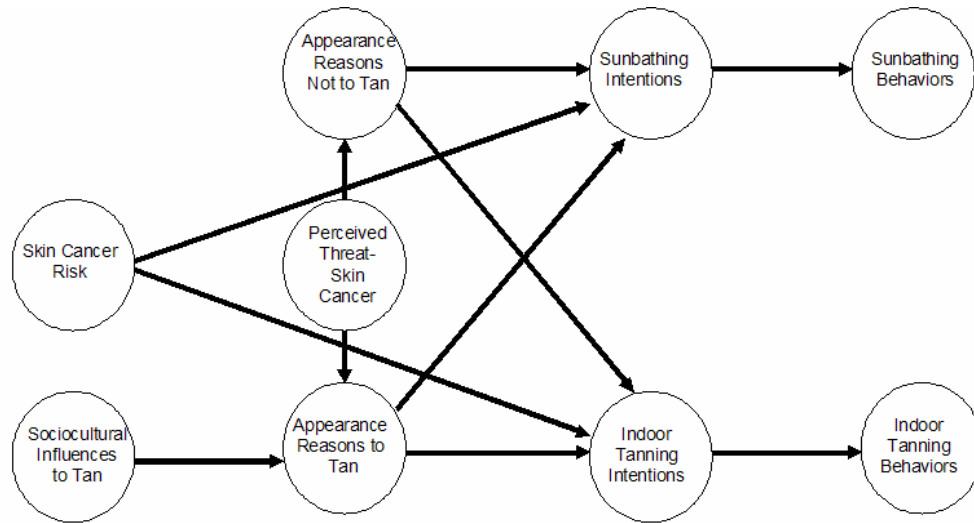 Appearance
Reasons
Not to Tan
Sunbathing
Intentions
Sunbathing
Behaviors
Skin Cancer
Risk
Perceived
Threat-
Skin
Cancer
Sociocultural
Influences
to Tan
Appearance
Reasons to
Tan
Indoor
Tanning
Intentions
Indoor
Tanning
Behaviors